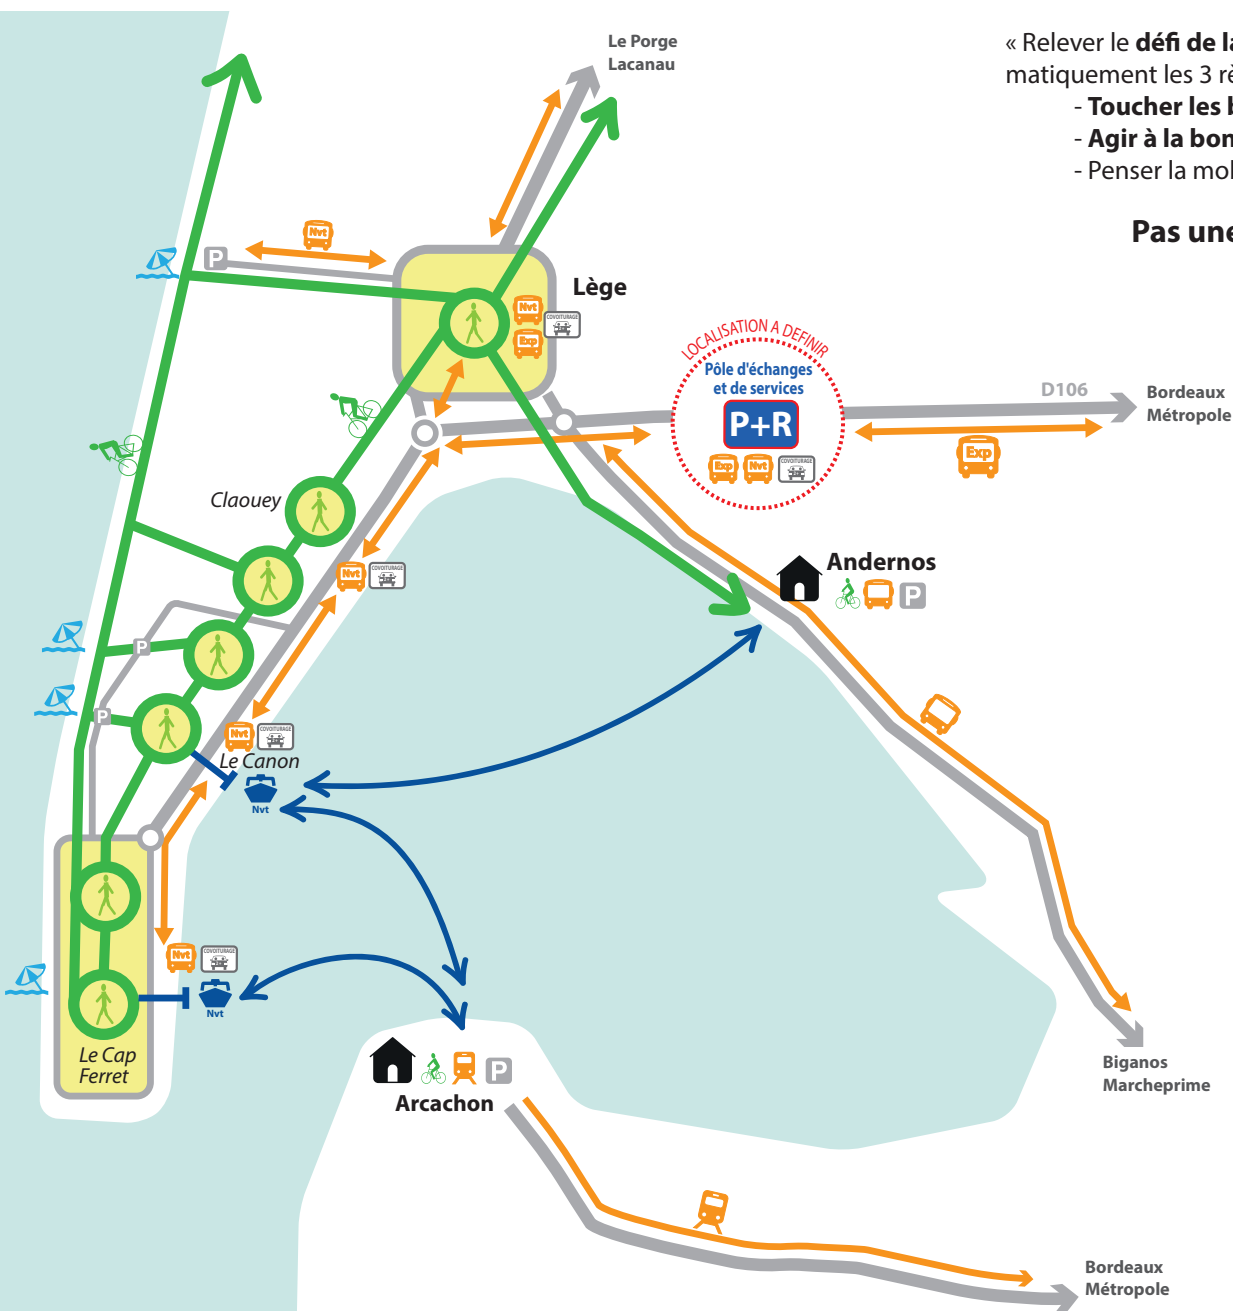 Le Porge
Lacanau
« Relever le défi de la
matiquement les 3 rè
- Toucher les b
- Agir à la bon
- Penser la mol
Pas une
Nvt
P
Lège
Nvt
COVOITURAGE
Exp
LOCALISATION A DEFINIR
Pôle d'échanges
et de services
P+R
Exp
Nvt
COVOITURAGE
D106
Bordeaux
Métropole
Exp
Claouey
Nvt
COVOITURAGE
Andernos
P
P
P
Nvt
COVOITURAGE
Le Canon
Nvt
Nvt
COVOITURAGE
Nvt
Le Cap
Ferret
P
Arcachon
Biganos
Marcheprime
Bordeaux
Métropole